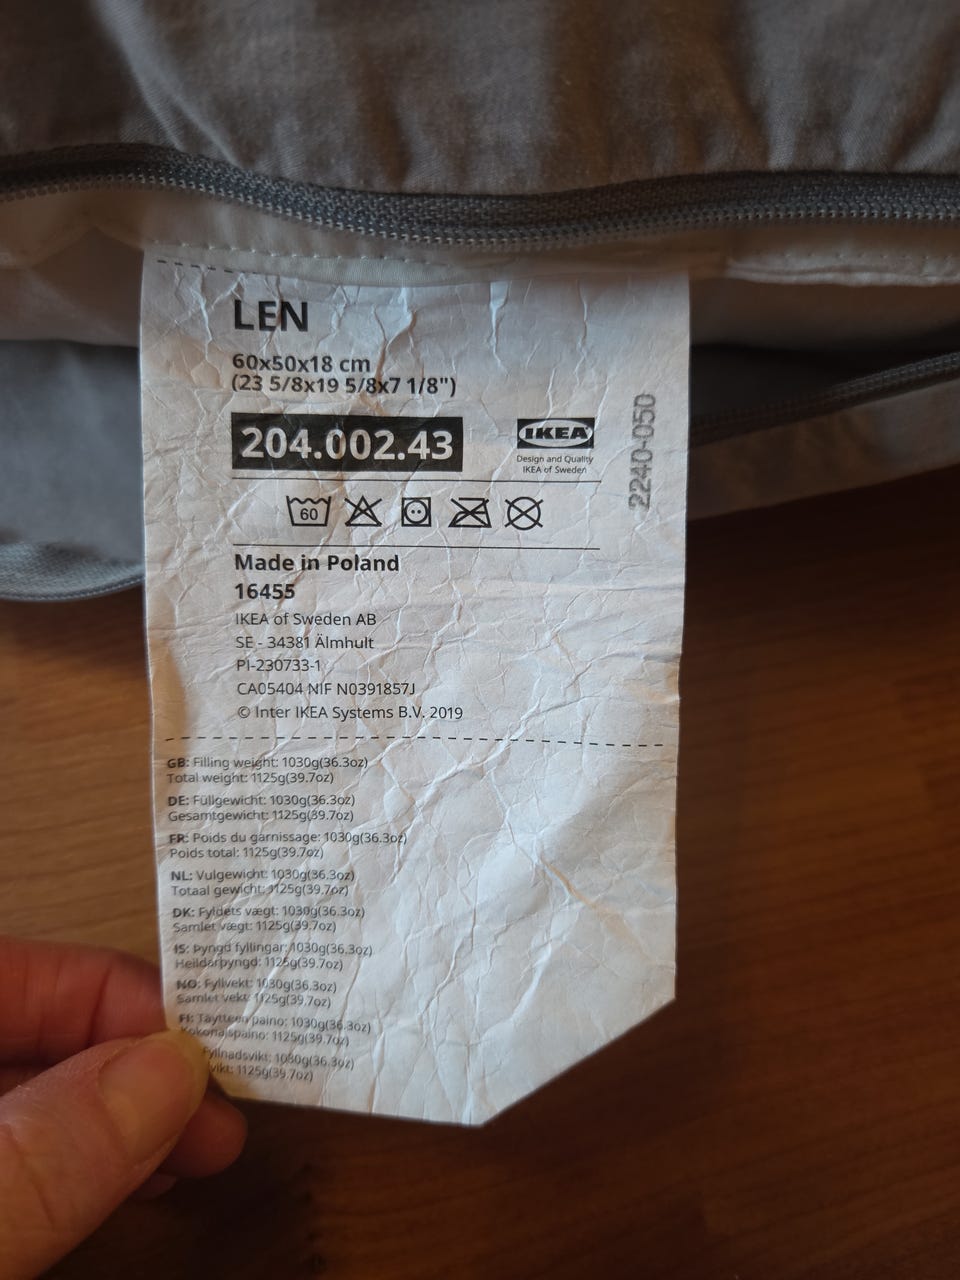 LEN
60x50x18 cm
(23 5/8x19 5/8x7 1/8")
204.002.43
IKEA
Design and Quality
IKEA of Sweden
2240-050
60
Made in Poland
16455
IKEA of Sweden AB
SE - 34381 Älmhult
PI-230733-1
CA05404 NIF N0391857J
© Inter IKEA Systems B.V. 2019
GB: Filling weight: 1030g(36.3oz)
Total weight: 1125g(39.7oz)
DE: Füllgewicht: 1030g(36.3oz)
Gesamtgewicht: 1125g(39.7oz)
FR: Poids du garnissage: 1030g(36.3oz)
Poids total: 1125g(39.7oz)
NL: Vulgewicht: 1030g(36.3oz)
Totaal gewicht: 1125g(39.7oz)
DK: Fyldets vægt: 1030g(36.3oz)
Samlet vægt: 1125g(39.7oz)
IS: Þyngd fyllingar: 1030g(36.3oz)
Heildarþyngd: 1125g(39.7oz)
NO: Fyllvekt: 1030g(36.3oz)
Samlet vekt: 1125g(39.7oz)
FI: Täytteen paino: 1030g(36.3oz)
Kokonaispaino: 1125g(39.7oz)
Fyllnadsvikt: 1030g(36.3oz)
vikt: 1125g(39.7oz)